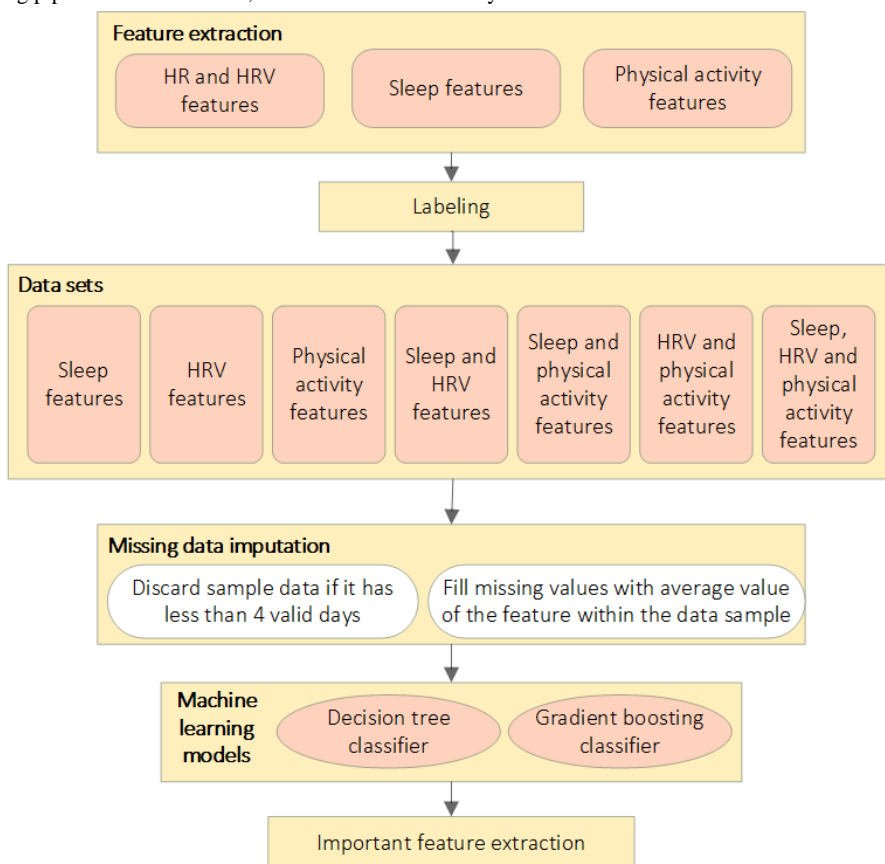 Feature extraction
HR and HRV
features
Sleep features
Physical activity
features
Labeling
Data sets
Sleep
features
HRV
features
Physical
activity
features
Sleep and
HRV
features
Sleep and
physical
activity
features
HRV and
physical
activity
features
Sleep,
HRV and
physical
activity
features
Missing data imputation
Discard sample data if it has
less than 4 valid days
Fill missing values with average value
of the feature within the data sample
Machine
learning
models
Decision tree
classifier
Gradient boosting
classifier
Important feature extraction